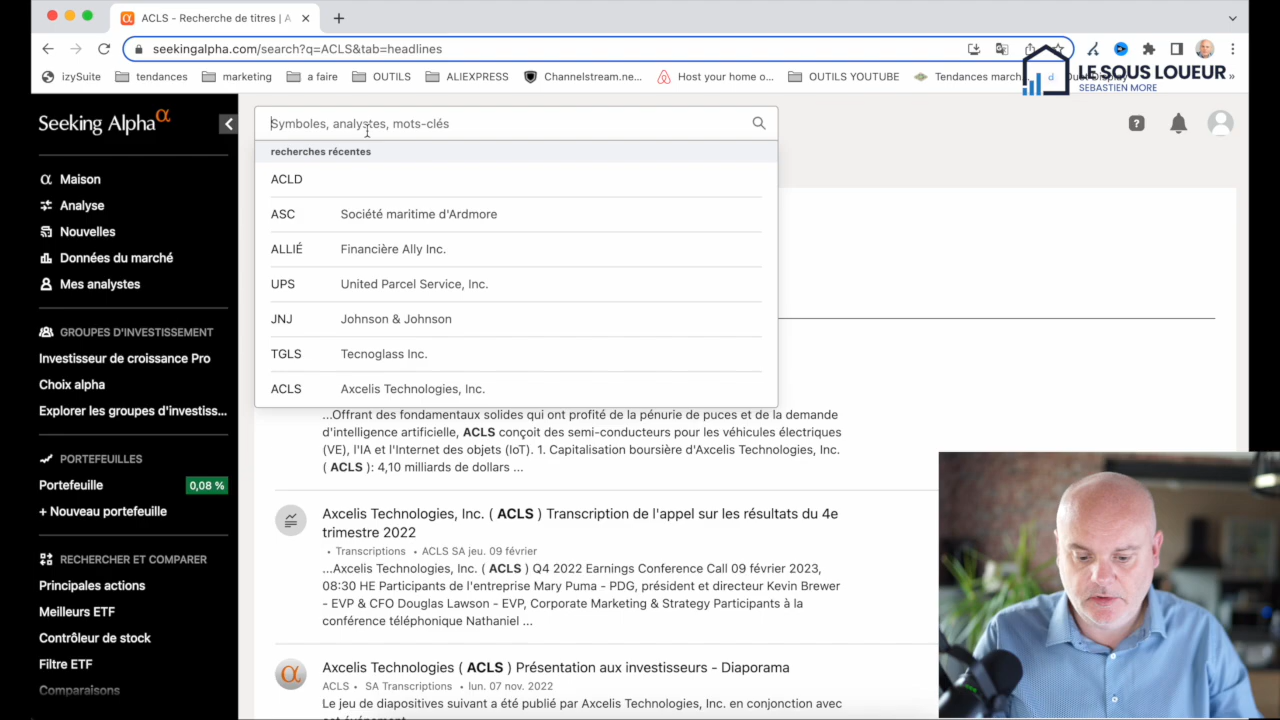 ACLS - Recherche de titres | A
seekingalpha.com/search?q=ACLS&tab=headlines
izySuite
tendances
marketing
a faire
OUTILS
ALIEXPRESS
Channelstream.ne...
Host your home o...
OUTILS YOUTUBE
Tendances march...
Duet Display
»
LE SOUS LOUEUR
SEBASTIEN MORE
Seeking Alpha α
Symboles, analystes, mots-clés
recherches récentes
ACLD
ASC Société maritime d'Ardmore
ALLIÉ Financière Ally Inc.
UPS United Parcel Service, Inc.
JNJ Johnson & Johnson
TGLS Tecnoglass Inc.
ACLS Axcelis Technologies, Inc.
Maison
Analyse
Nouvelles
Données du marché
Mes analystes
GROUPES D'INVESTISSEMENT
Investisseur de croissance Pro
Choix alpha
Explorer les groupes d'investiss...
PORTEFEUILLES
Portefeuille 0,08 %
+ Nouveau portefeuille
RECHERCHER ET COMPARER
Principales actions
Meilleurs ETF
Contrôleur de stock
Filtre ETF
Comparaisons
...Offrant des fondamentaux solides qui ont profité de la pénurie de puces et de la demande
d'intelligence artificielle, ACLS conçoit des semi-conducteurs pour les véhicules électriques
(VE), l'IA et l'Internet des objets (IoT). 1. Capitalisation boursière d'Axcelis Technologies, Inc.
( ACLS ): 4,10 milliards de dollars ...
Axcelis Technologies, Inc. ( ACLS ) Transcription de l'appel sur les résultats du 4e
trimestre 2022
• Transcriptions • ACLS SA jeu. 09 février
...Axcelis Technologies, Inc. ( ACLS ) Q4 2022 Earnings Conference Call 09 février 2023,
08:30 HE Participants de l'entreprise Mary Puma - PDG, président et directeur Kevin Brewer
- EVP & CFO Douglas Lawson - EVP, Corporate Marketing & Strategy Participants à la
conférence téléphonique Nathaniel ...
Axcelis Technologies ( ACLS ) Présentation aux investisseurs - Diaporama
ACLS • SA Transcriptions • lun. 07 nov. 2022
Le jeu de diapositives suivant a été publié par Axcelis Technologies, Inc. en conjonction avec